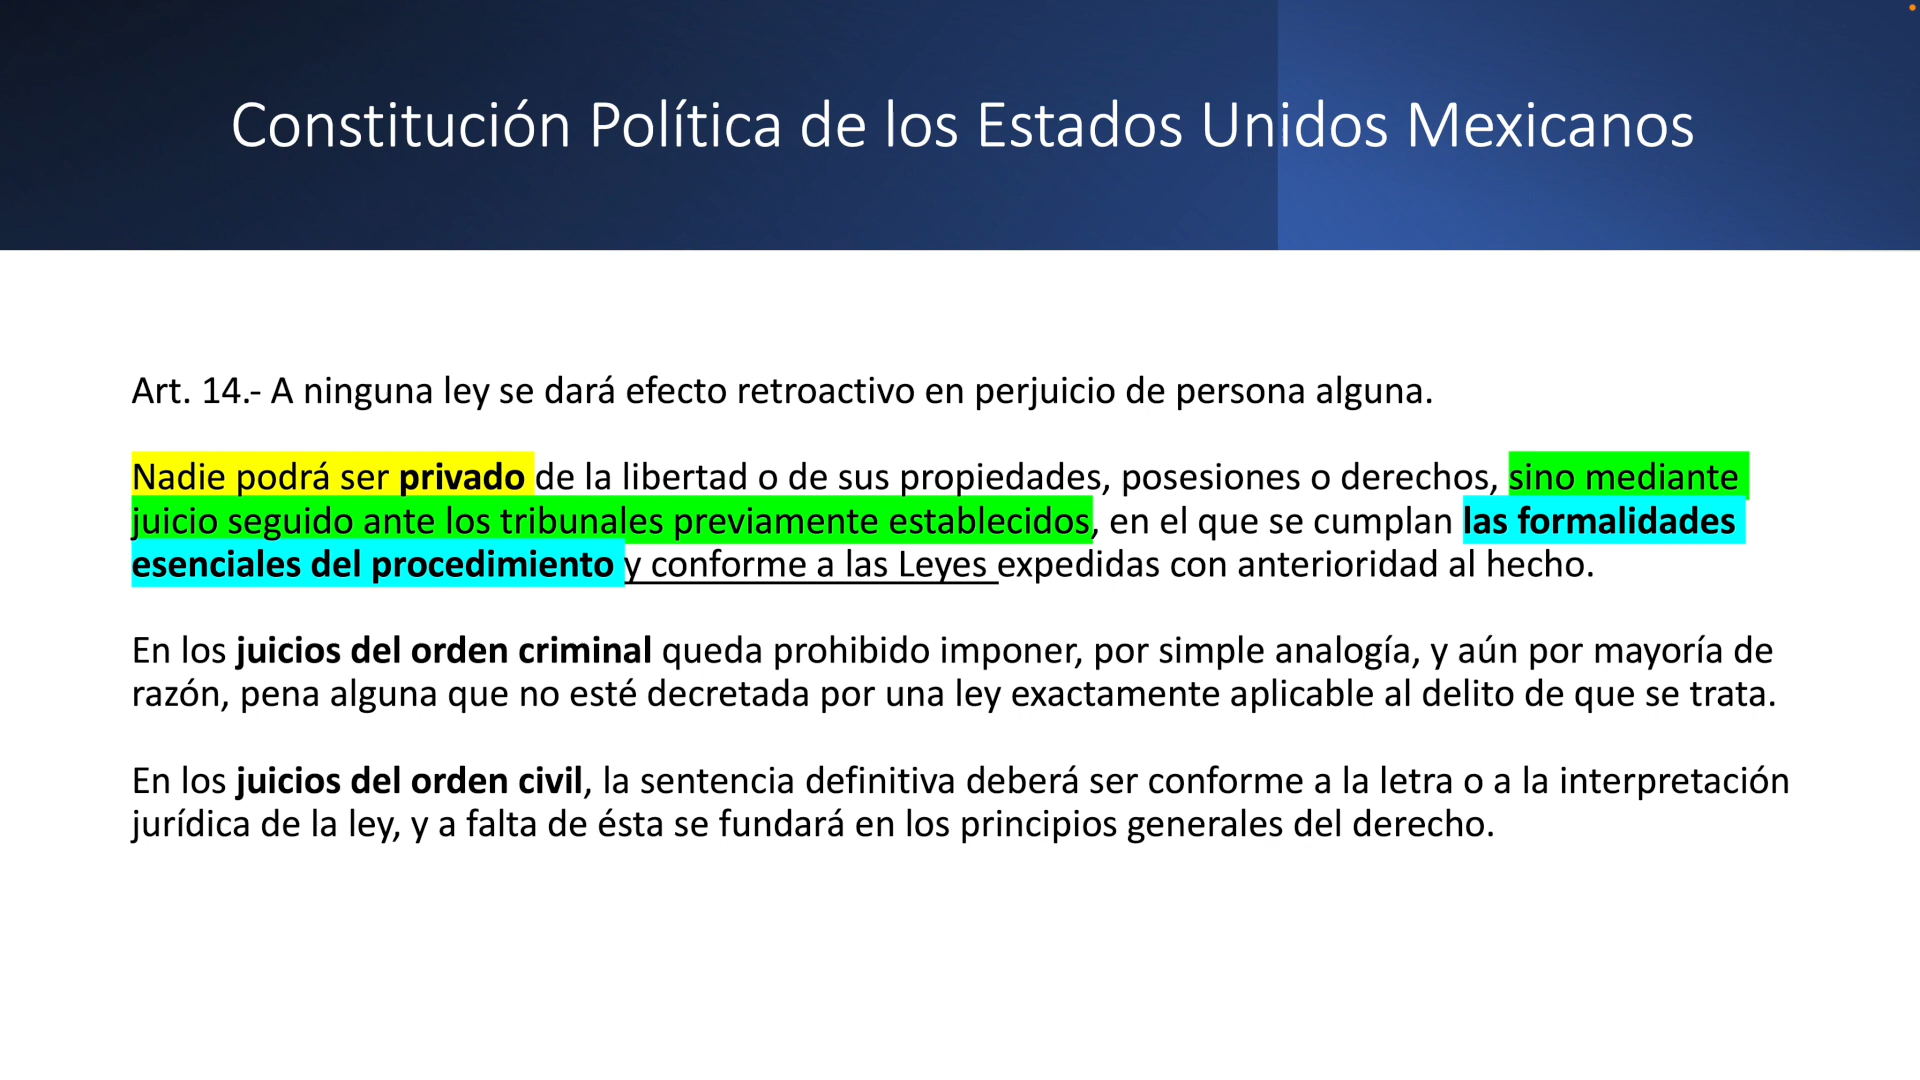 Constitución Política de los Estados Unidos Mexicanos
Art. 14.- A ninguna ley se dará efecto retroactivo en perjuicio de persona alguna.
Nadie podrá ser privado de la libertad o de sus propiedades, posesiones o derechos, sino mediante
juicio seguido ante los tribunales previamente establecidos, en el que se cumplan las formalidades
esenciales del procedimiento y conforme a las Leyes expedidas con anterioridad al hecho.
En los juicios del orden criminal queda prohibido imponer, por simple analogía, y aún por mayoría de
razón, pena alguna que no esté decretada por una ley exactamente aplicable al delito de que se trata.
En los juicios del orden civil, la sentencia definitiva deberá ser conforme a la letra o a la interpretación
jurídica de la ley, y a falta de ésta se fundará en los principios generales del derecho.